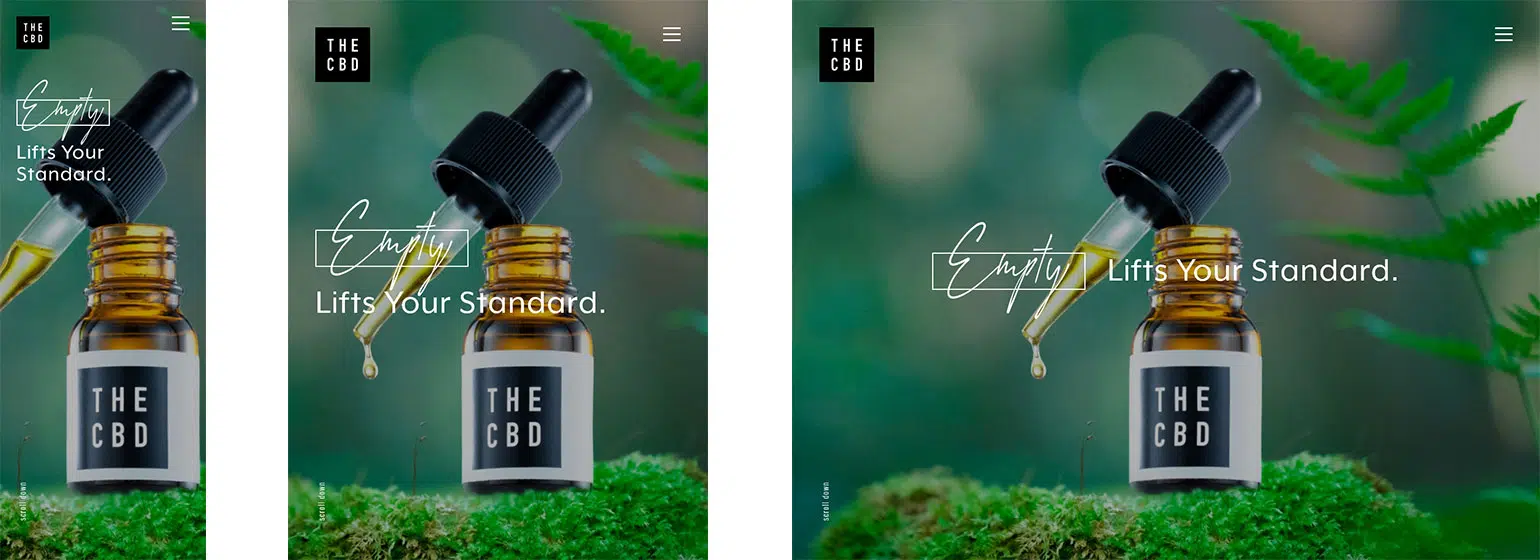 THE
CBD
Empty
Lifts Your
Standard.
THE
CBD
scroll down
THE
CBD
Empty
Lifts Your Standard.
THE
CBD
scroll down
THE
CBD
Empty Lifts Your Standard.
THE
CBD
scroll down